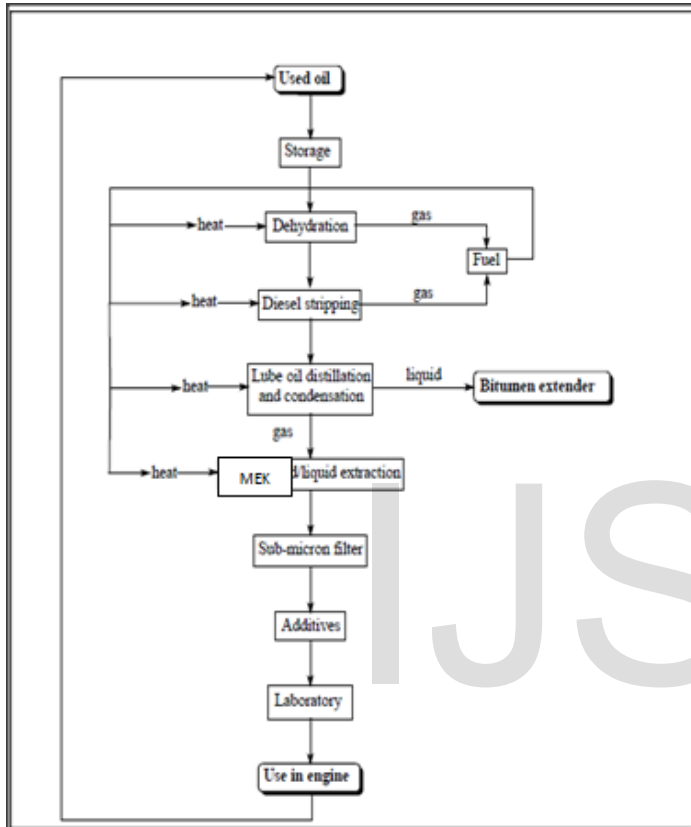 Used oil
Storage
gas
heat
Dehydration
Fuel
gas
heat
Diesel stripping
liquid
Lube oil distillation
and condensation
heat
Bitumen extender
gas
heat
MEK
d/liquid extraction
Sub-micron filter
Additives
Laboratory
Use in engine
IJS